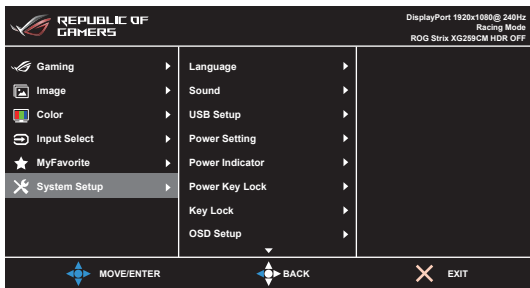 REPUBLIC OF
GAMERS
DisplayPort 1920x1080@ 240Hz
Racing Mode
ROG Strix XG259CM HDR OFF
Gaming
Image
Color
Input Select
MyFavorite
System Setup
Language
Sound
USB Setup
Power Setting
Power Indicator
Power Key Lock
Key Lock
OSD Setup
MOVE/ENTER
BACK
EXIT